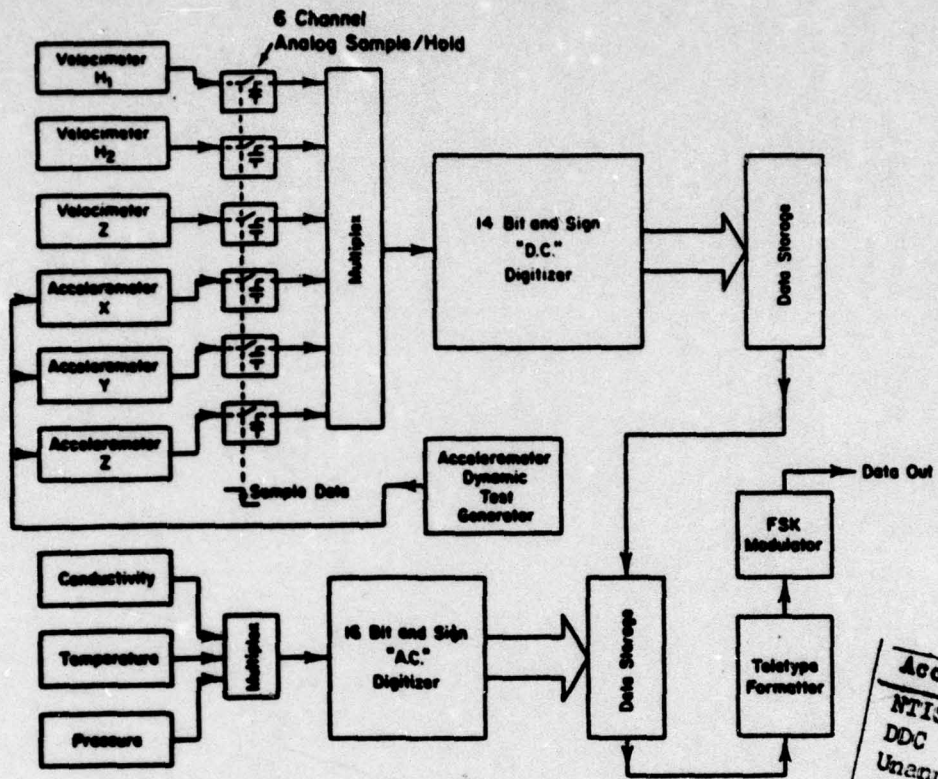 6 Channel
Analog Sample/Hold
Velocimeter
H₁
Velocimeter
H₂
Velocimeter
Z
Accelerometer
X
Accelerometer
Y
Accelerometer
Z
Multiplex
14 Bit and Sign
"D.C."
Digitizer
Data Storage
Sample Data
Accelerometer
Dynamic
Test
Generator
Data Out
FSK
Modulator
Conductivity
Temperature
Pressure
Multiplex
16 Bit and Sign
"A.C."
Digitizer
Data Storage
Teletype
Formatter
NTIS
DDC